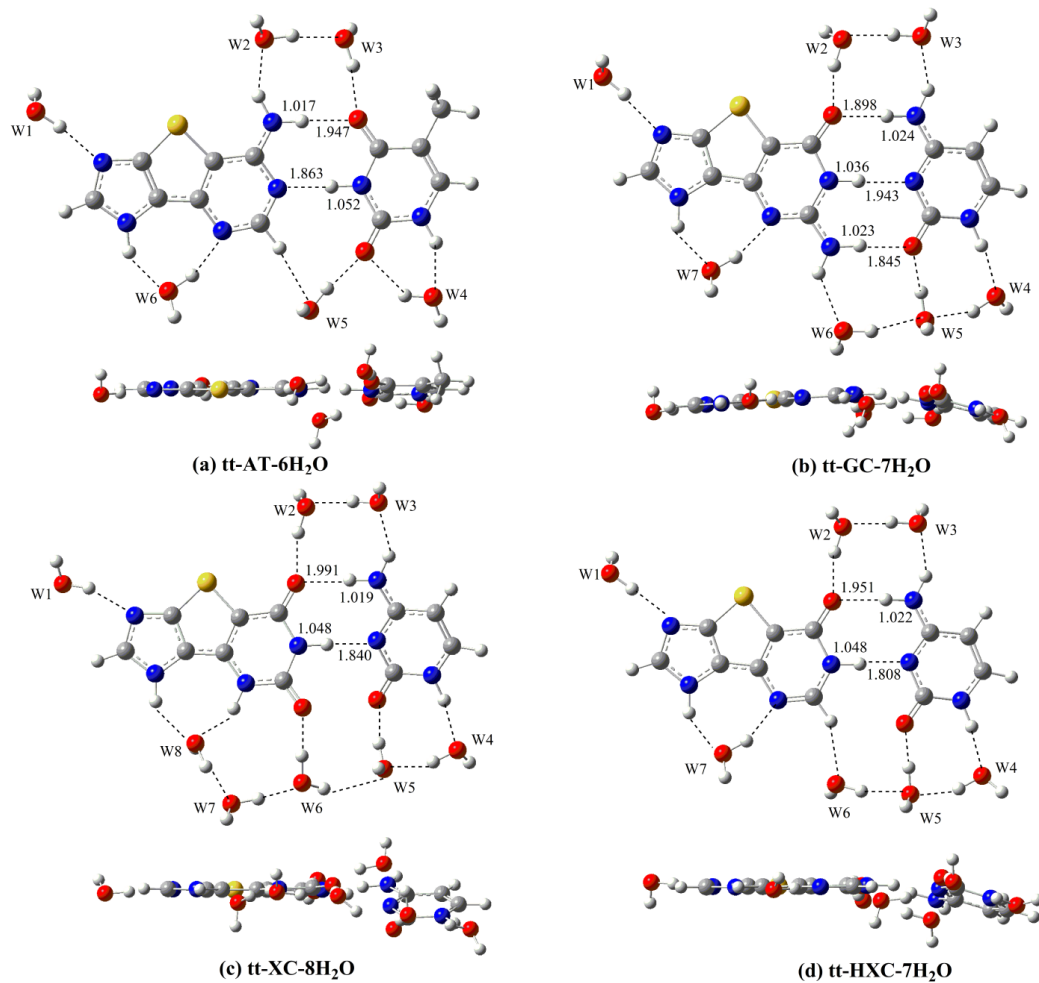 W2
W3
W1
1.017
1.947
1.863
1.052
W6
W5
W4
(a) tt-AT-6H₂O
W2
W3
W1
1.898
1.024
1.036
1.943
1.023
1.845
W7
W6
W5
W4
(b) tt-GC-7H₂O
W2
W3
W1
1.991
1.019
1.048
1.840
W8
W7
W6
W5
W4
(c) tt-XC-8H₂O
W2
W3
W1
1.951
1.022
1.048
1.808
W7
W6
W5
W4
(d) tt-HXC-7H₂O